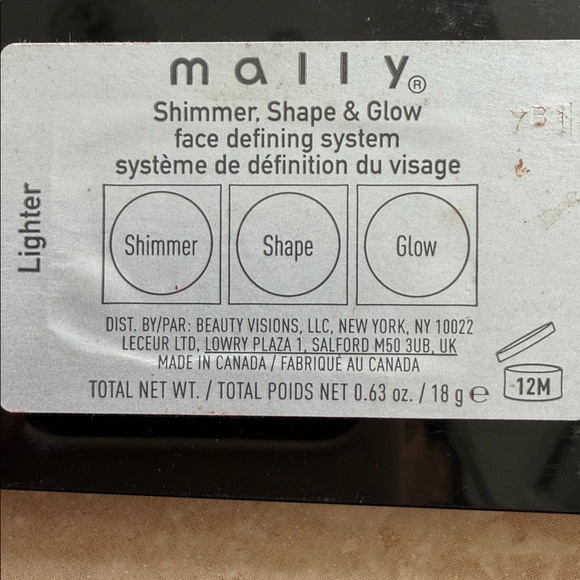 mally®
Shimmer, Shape & Glow
face defining system
système de définition du visage
Lighter
Shimmer
Shape
Glow
DIST. BY/PAR: BEAUTY VISIONS, LLC, NEW YORK, NY 10022
LECEUR LTD, LOWRY PLAZA 1, SALFORD M50 3UB, UK
MADE IN CANADA / FABRIQUÉ AU CANADA
TOTAL NET WT. / TOTAL POIDS NET 0.63 oz. / 18 g e
12M